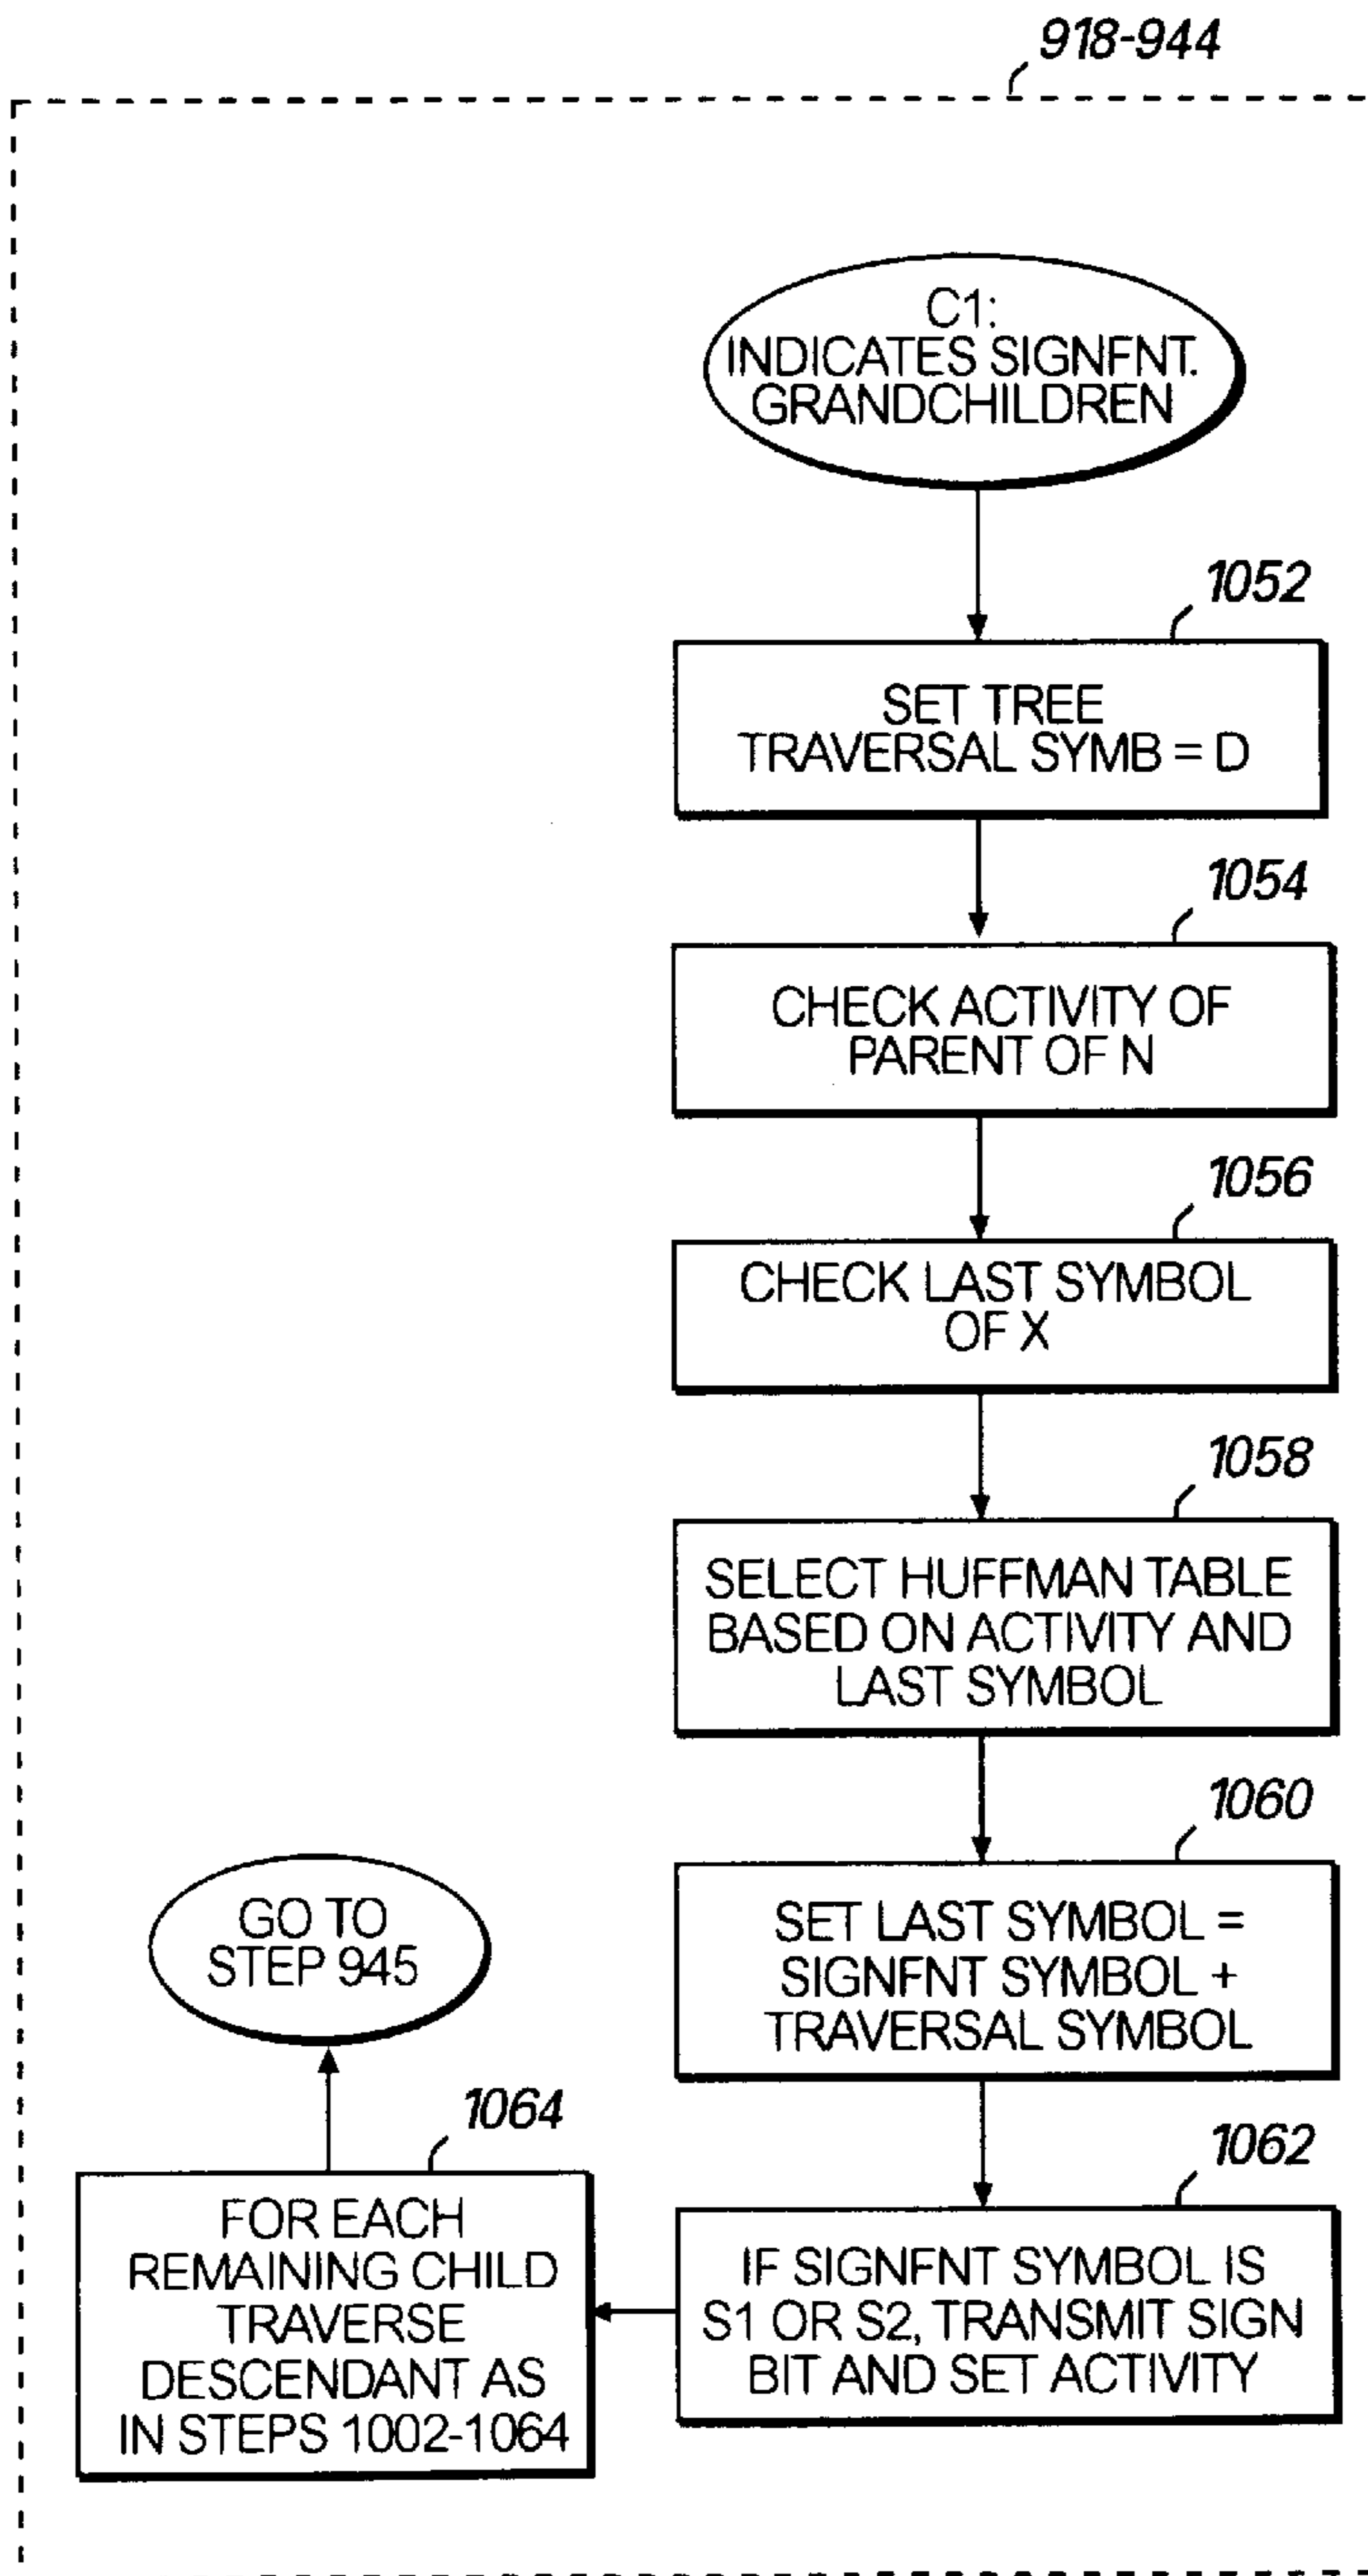 918-944
C1:
INDICATES SIGNFNT.
GRANDCHILDREN
1052
SET TREE
TRAVERSAL SYMB = D
1054
CHECK ACTIVITY OF
PARENT OF N
1056
CHECK LAST SYMBOL
OF X
1058
SELECT HUFFMAN TABLE
BASED ON ACTIVITY AND
LAST SYMBOL
1060
SET LAST SYMBOL =
SIGNFNT SYMBOL +
TRAVERSAL SYMBOL
1062
IF SIGNFNT SYMBOL IS
S1 OR S2, TRANSMIT SIGN
BIT AND SET ACTIVITY
1064
FOR EACH
REMAINING CHILD
TRAVERSE
DESCENDANT AS
IN STEPS 1002-1064
GO TO
STEP 945